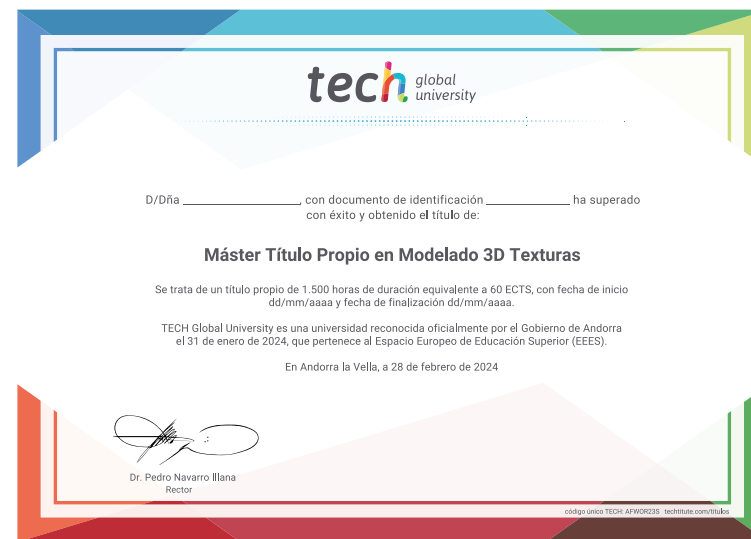 tech global university
D/Dña ____________________, con documento de identificación ______________ ha superado
con éxito y obtenido el título de:
Máster Título Propio en Modelado 3D Texturas
Se trata de un título propio de 1.500 horas de duración equivalente a 60 ECTS, con fecha de inicio
dd/mm/aaaa y fecha de finalización dd/mm/aaaa.
TECH Global University es una universidad reconocida oficialmente por el Gobierno de Andorra
el 31 de enero de 2024, que pertenece al Espacio Europeo de Educación Superior (EEES).
En Andorra la Vella, a 28 de febrero de 2024
Dr. Pedro Navarro Illana
Rector
código único TECH: AFWOR23S techtitute.com/titulos